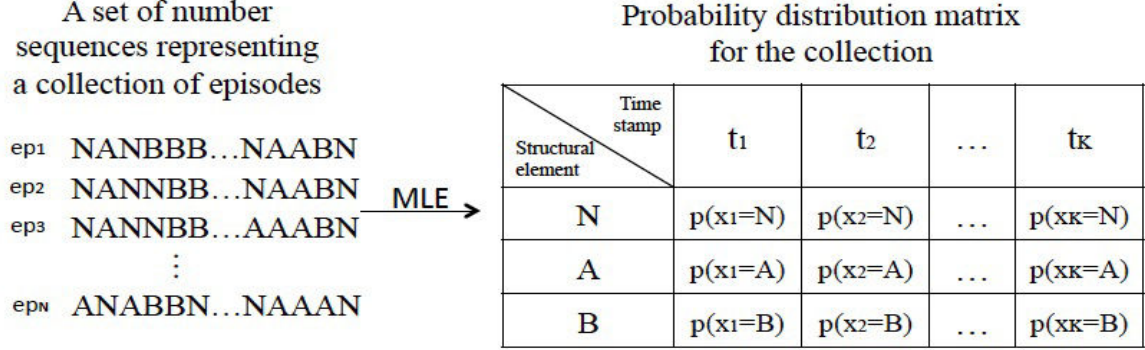 A set of number
sequences representing
a collection of episodes
ep1 NANBBB...NAABN
ep2 NANNBB...NAABN
ep3 NANNBB...AAABN
⋮
epN ANABBN...NAAAN
MLE
Probability distribution matrix
for the collection
Time
stamp
Structural
element
t1 t2 ... tK
N p(x1=N) p(x2=N) ... p(xK=N)
A p(x1=A) p(x2=A) ... p(xK=A)
B p(x1=B) p(x2=B) ... p(xK=B)